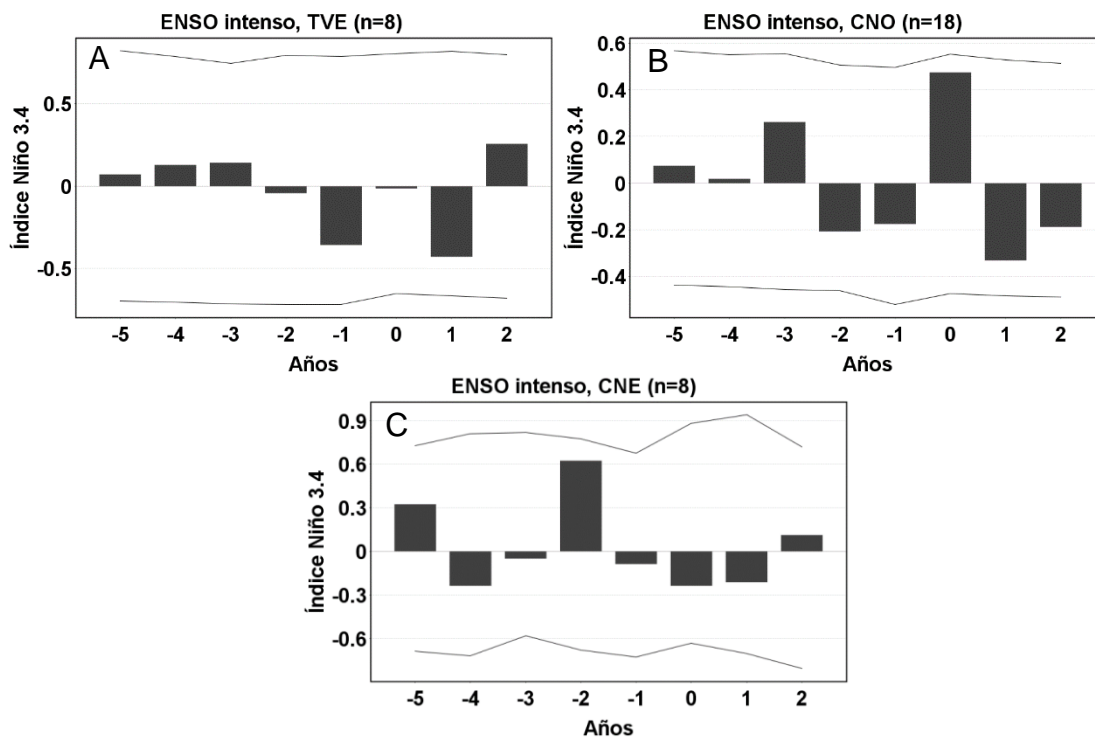 ENSO intenso, TVE (n=8)
A
Índice Niño 3.4
0.5
0
-0.5
-5 -4 -3 -2 -1 0 1 2
Años
ENSO intenso, CNO (n=18)
B
Índice Niño 3.4
0.6
0.4
0.2
0
-0.2
-0.4
-5 -4 -3 -2 -1 0 1 2
Años
ENSO intenso, CNE (n=8)
C
Índice Niño 3.4
0.9
0.6
0.3
0
-0.3
-0.6
-5 -4 -3 -2 -1 0 1 2
Años